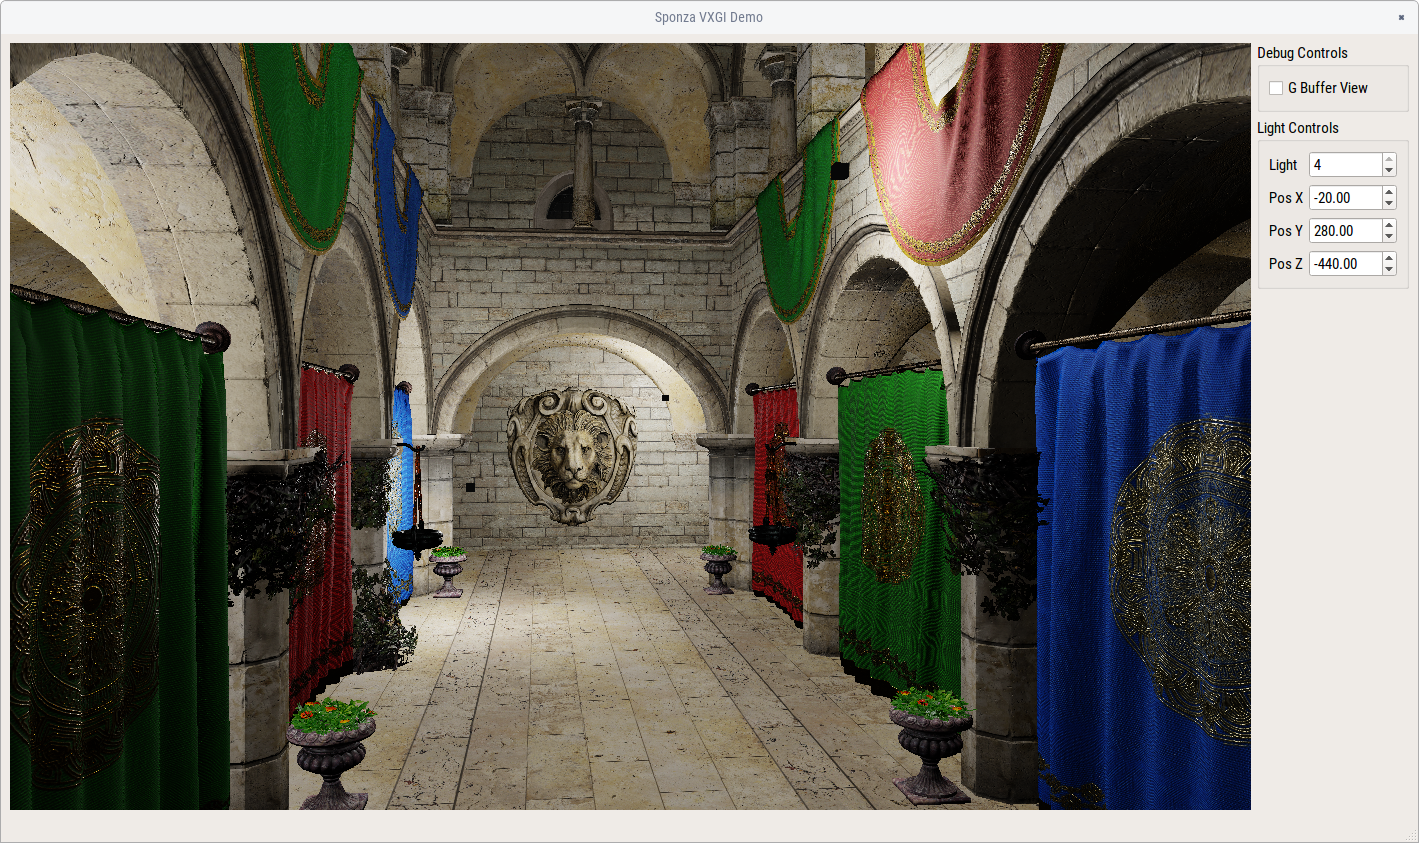 Sponza VXGI Demo
Debug Controls
G Buffer View
Light Controls
Light 4
Pos X -20.00
Pos Y 280.00
Pos Z -440.00